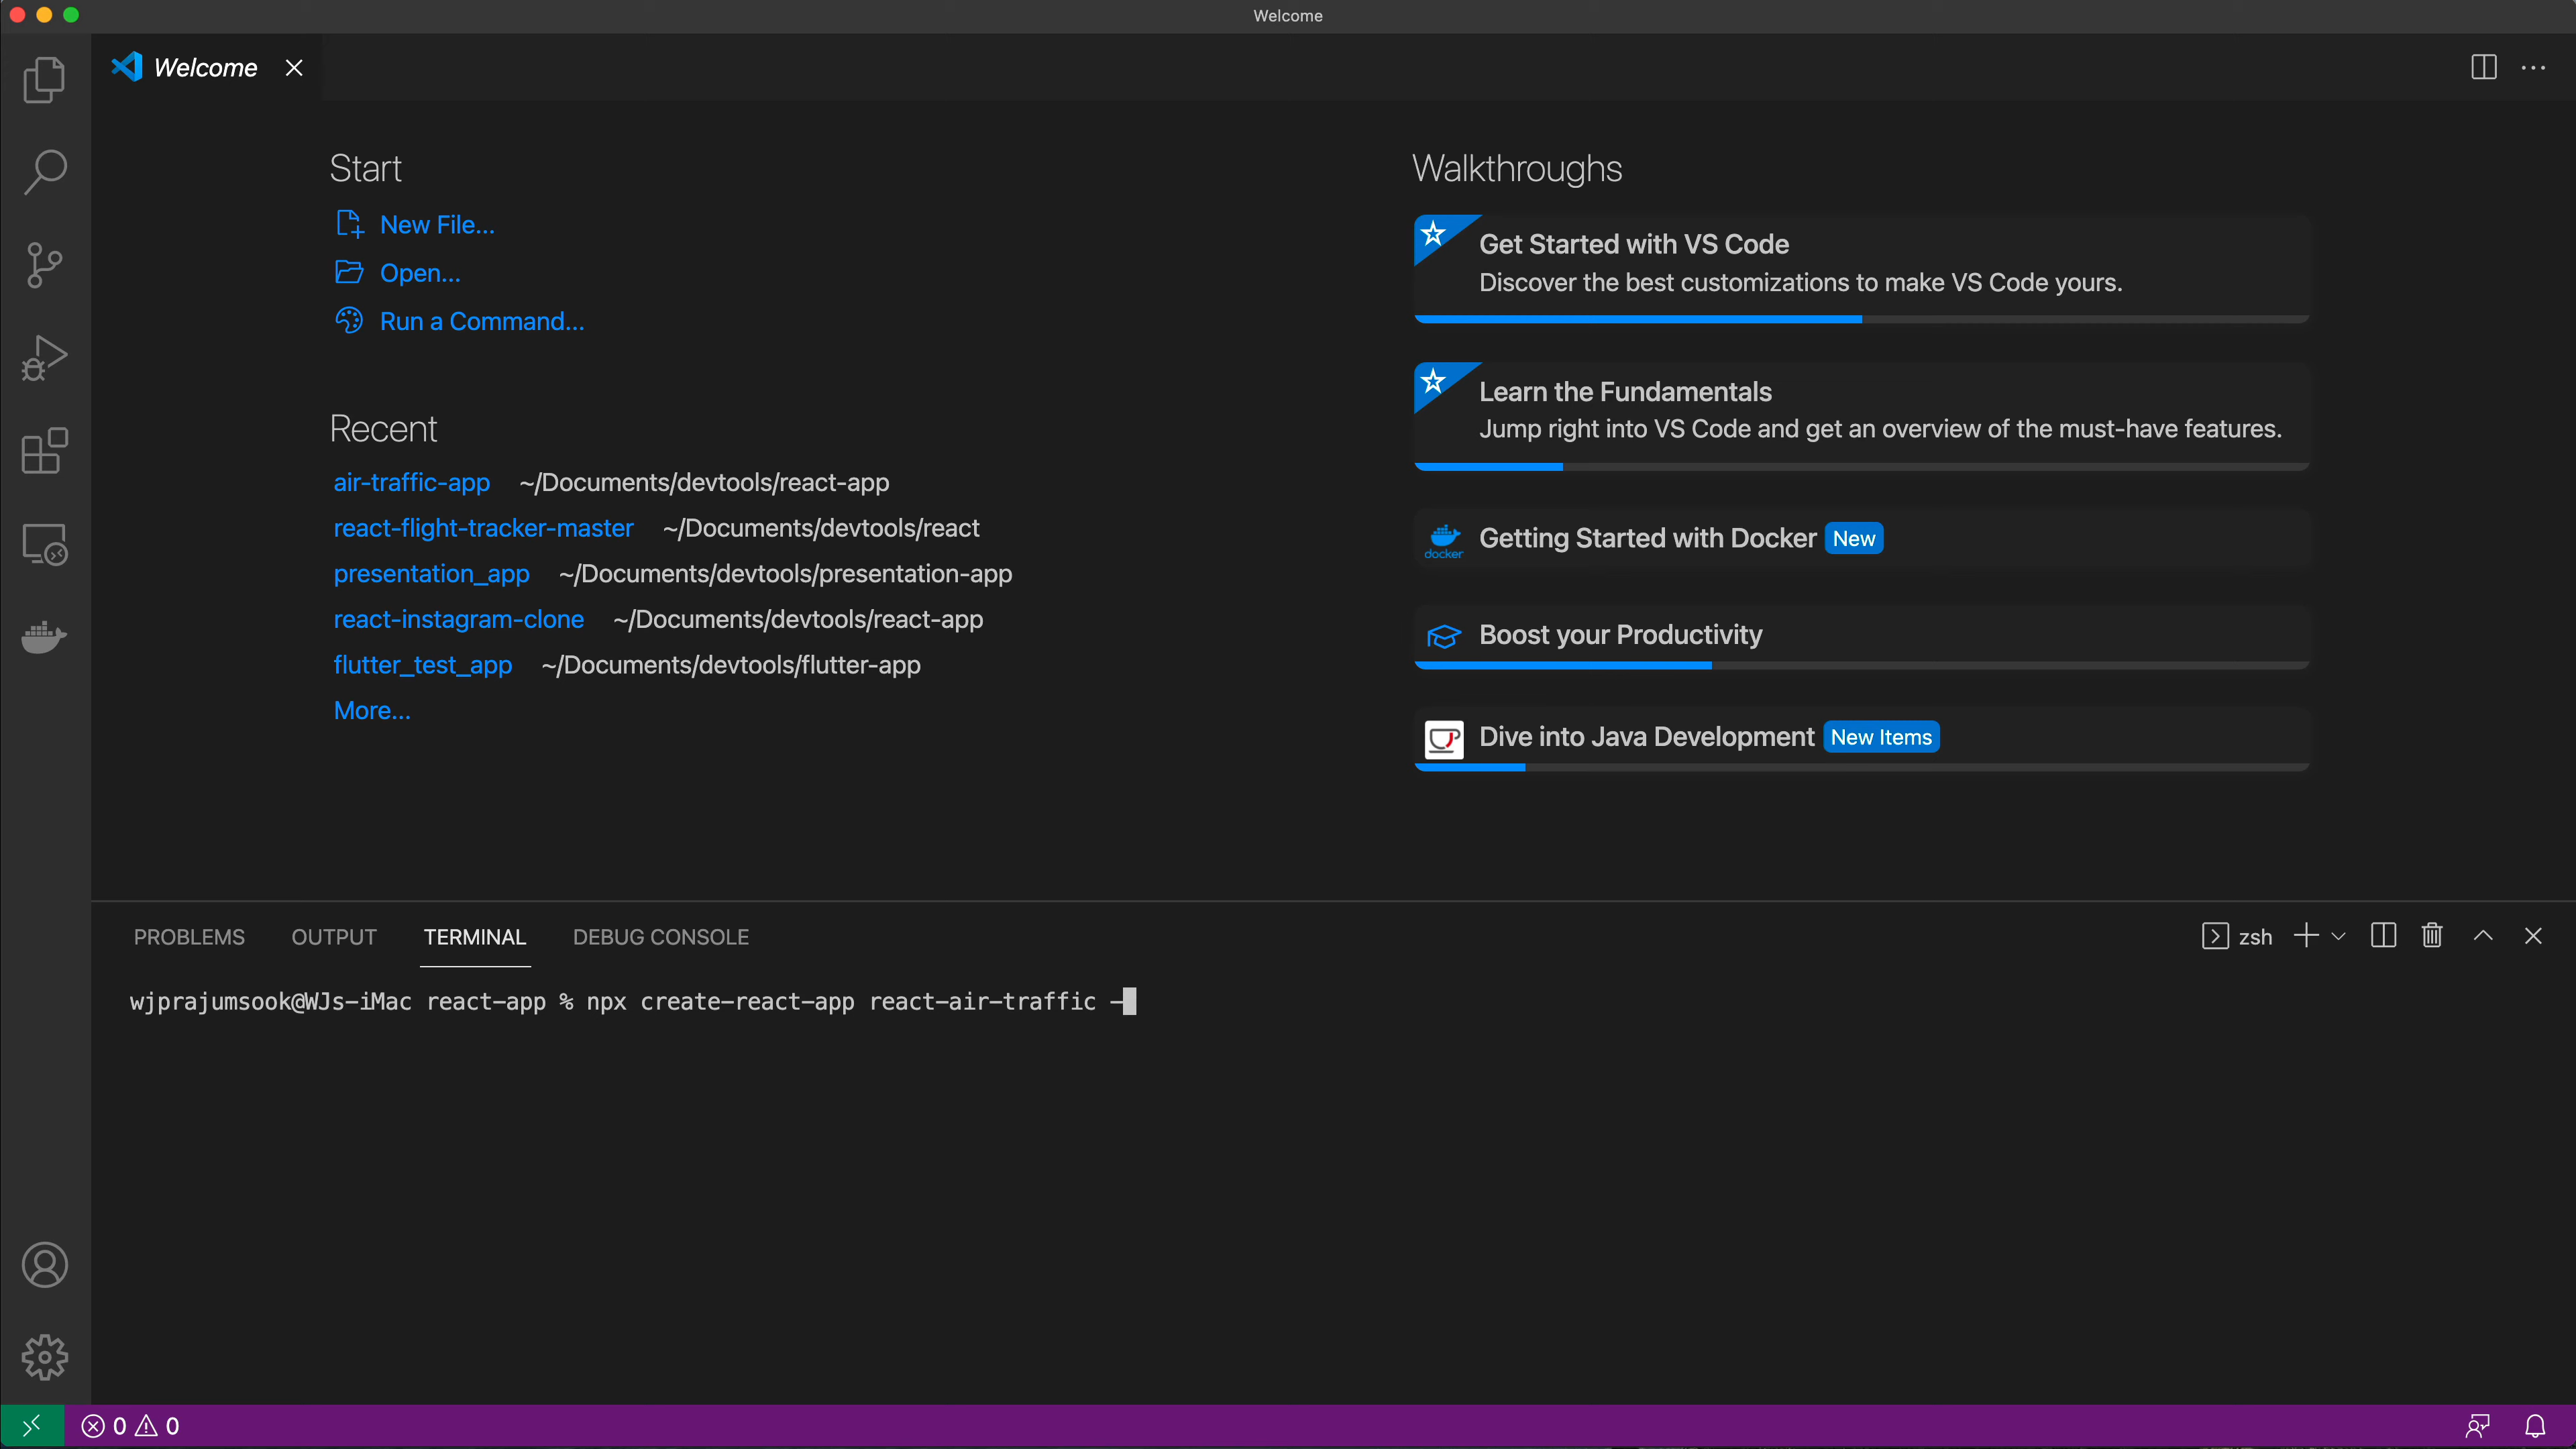 Welcome
Welcome
Start
New File...
Open...
Run a Command...
Recent
air-traffic-app ~/Documents/devtools/react-app
react-flight-tracker-master ~/Documents/devtools/react
presentation_app ~/Documents/devtools/presentation-app
react-instagram-clone ~/Documents/devtools/react-app
flutter_test_app ~/Documents/devtools/flutter-app
More...
Walkthroughs
Get Started with VS Code
Discover the best customizations to make VS Code yours.
Learn the Fundamentals
Jump right into VS Code and get an overview of the must-have features.
docker
Getting Started with Docker New
Boost your Productivity
Dive into Java Development New Items
PROBLEMS OUTPUT TERMINAL DEBUG CONSOLE
zsh
wjprajumsook@WJs-iMac react-app % npx create-react-app react-air-traffic -
0 0